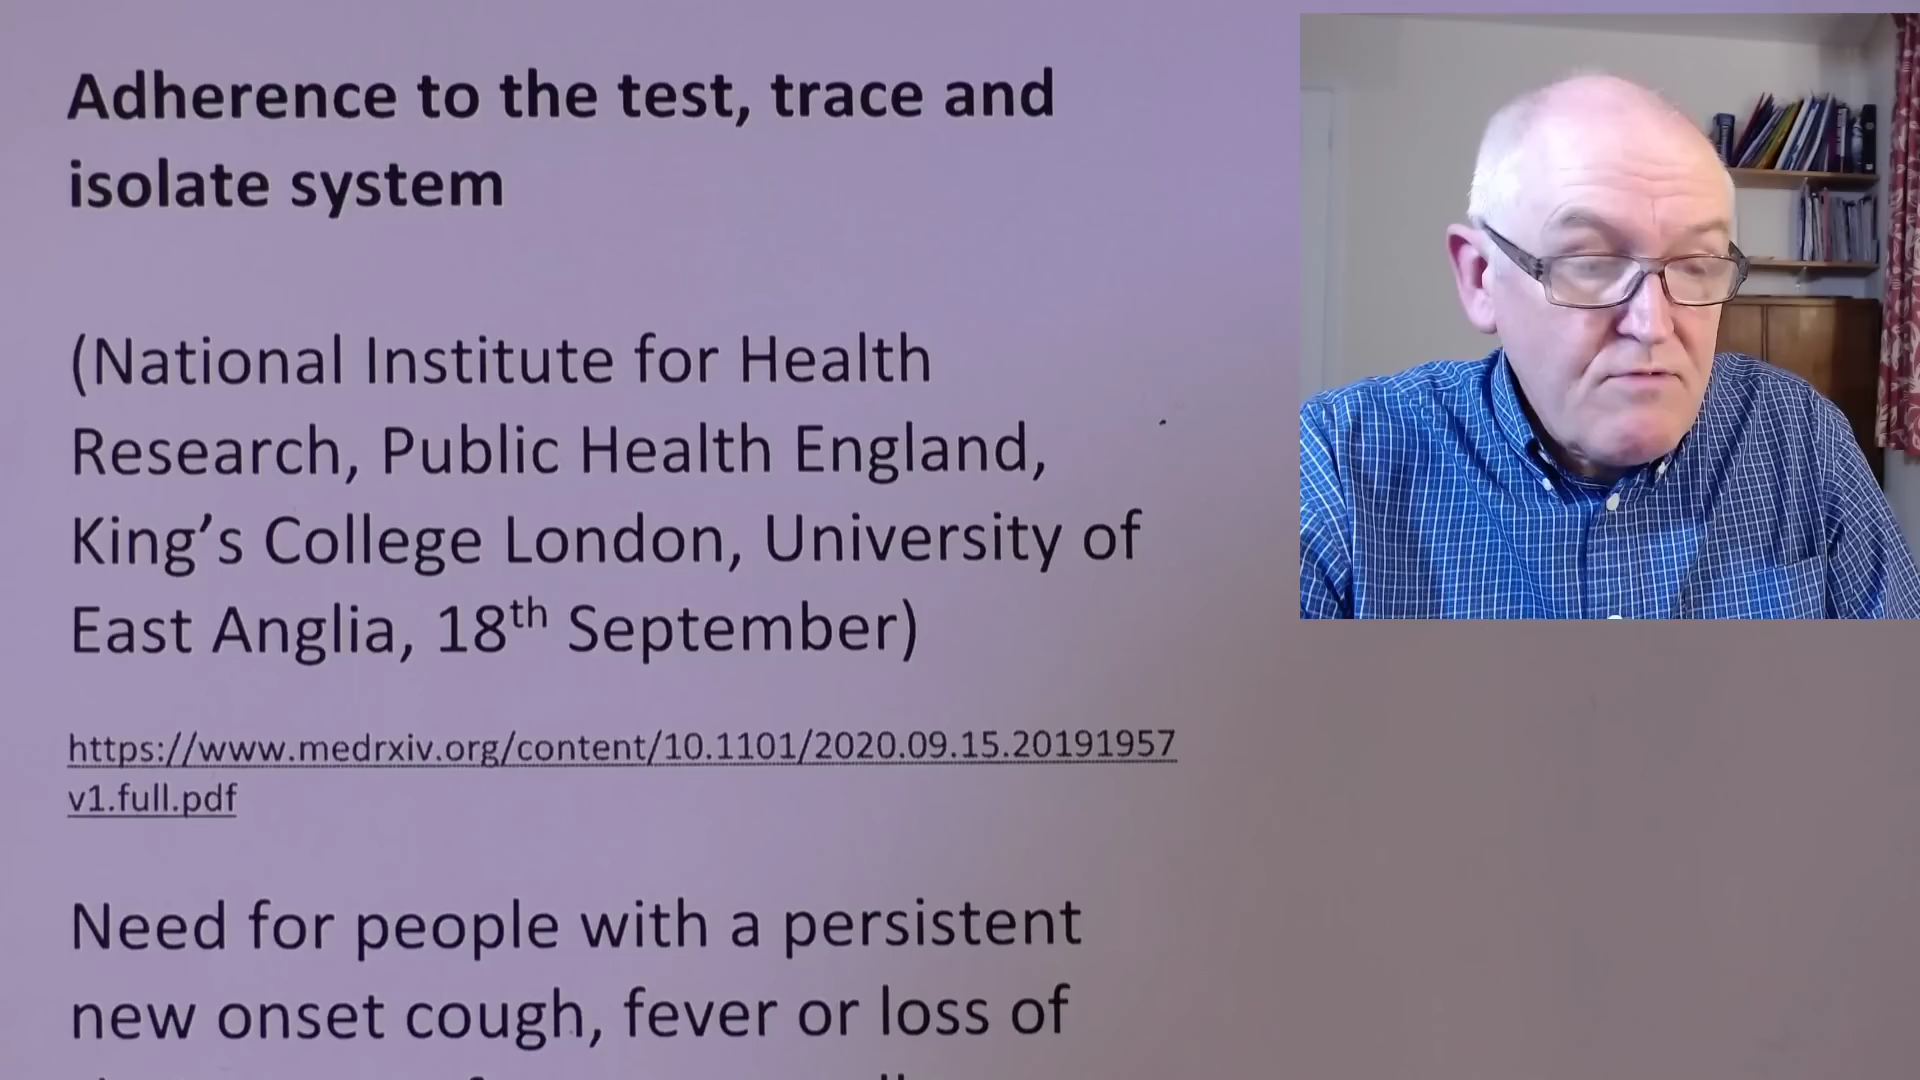 Adherence to the test, trace and
isolate system
(National Institute for Health
Research, Public Health England,
King’s College London, University of
East Anglia, 18th September)
https://www.medrxiv.org/content/10.1101/2020.09.15.20191957
v1.full.pdf
Need for people with a persistent
new onset cough, fever or loss of